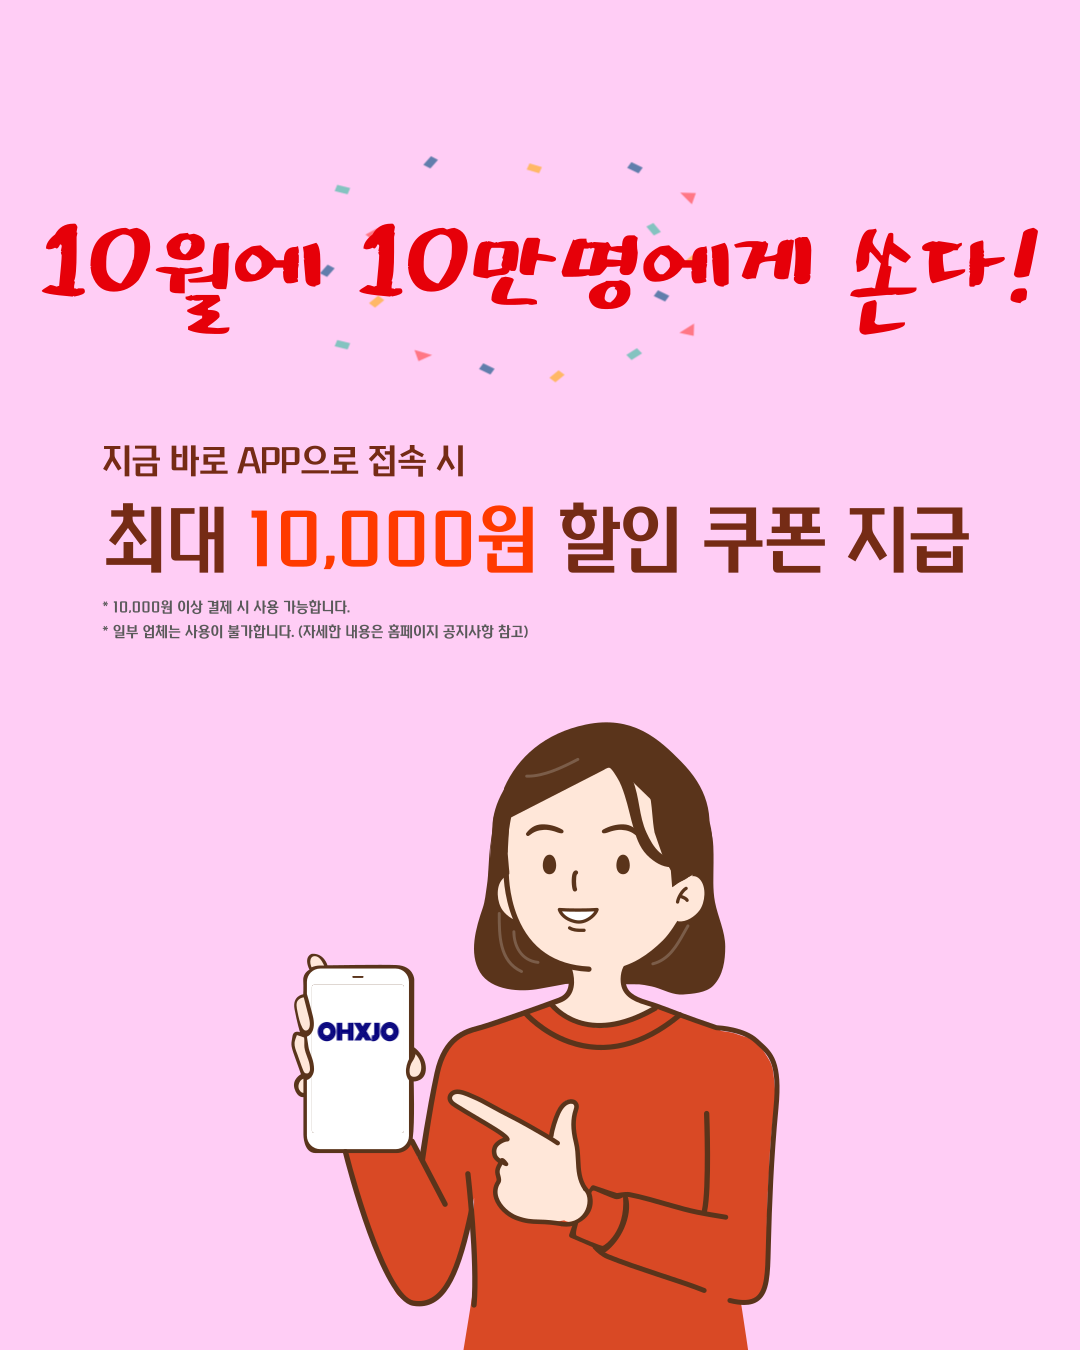 10월에 10만명에게 쏜다!
지금 바로 APP으로 접속 시
최대 10,000원 할인 쿠폰 지급
* 10,000원 이상 결제 시 사용 가능합니다.
* 일부 업체는 사용이 불가합니다. (자세한 내용은 홈페이지 공지사항 참고)
OHXJO